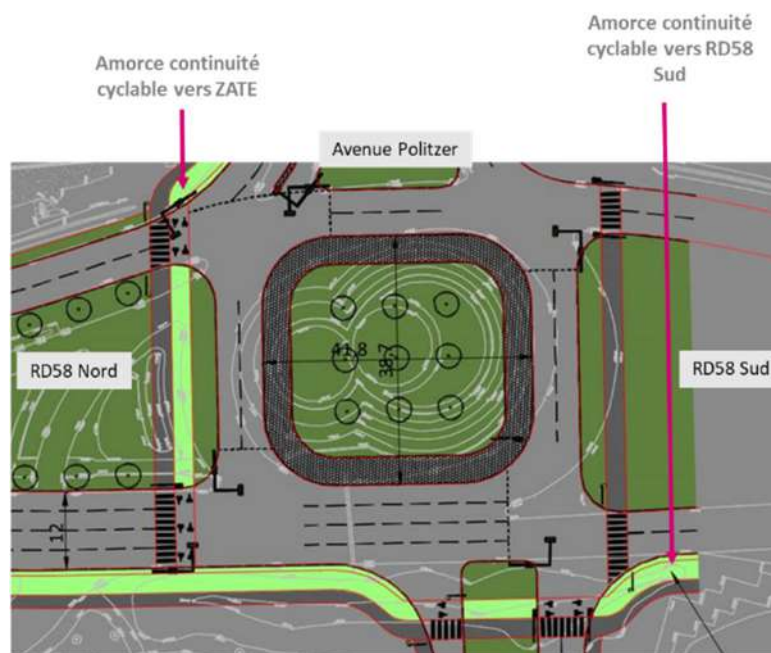 Amorce continuité
cyclable vers ZATE
Amorce continuité
cyclable vers RD58
Sud
Avenue Politzer
41,8
38,7
RD58 Nord
RD58 Sud
12